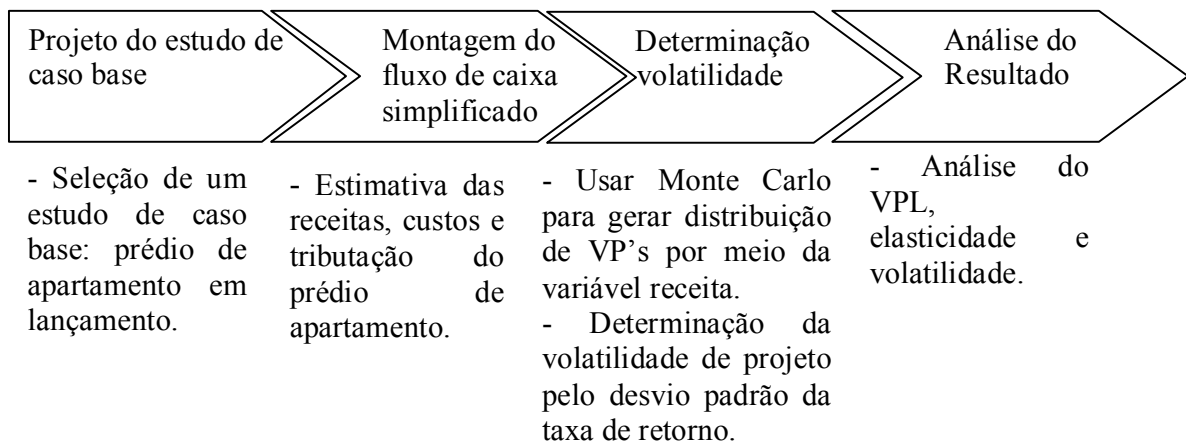 Projeto do estudo de
caso base
Montagem do
fluxo de caixa
simplificado
Determinação
volatilidade
Análise do
Resultado
- Seleção de um
estudo de caso
base: prédio de
apartamento em
lançamento.
- Estimativa das
receitas, custos e
tributação do
prédio de
apartamento.
- Usar Monte Carlo
para gerar distribuição
de VP’s por meio da
variável receita.
- Determinação da
volatilidade de projeto
pelo desvio padrão da
taxa de retorno.
- Análise do
VPL,
elasticidade e
volatilidade.